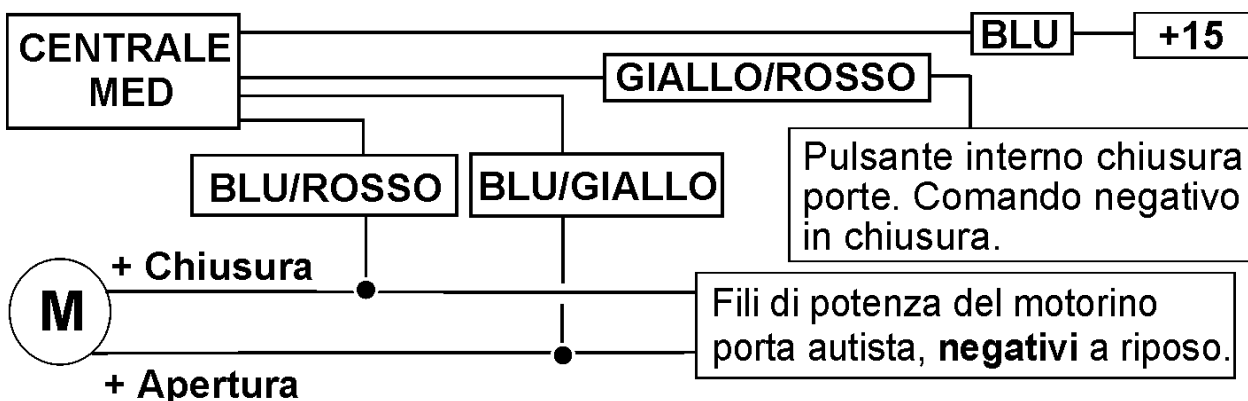 CENTRALE
MED
BLU
+15
GIALLO/ROSSO
BLU/ROSSO
BLU/GIALLO
Pulsante interno chiusura
porte. Comando negativo
in chiusura.
+ Chiusura
M
Fili di potenza del motorino
porta autista, negativi a riposo.
+ Apertura